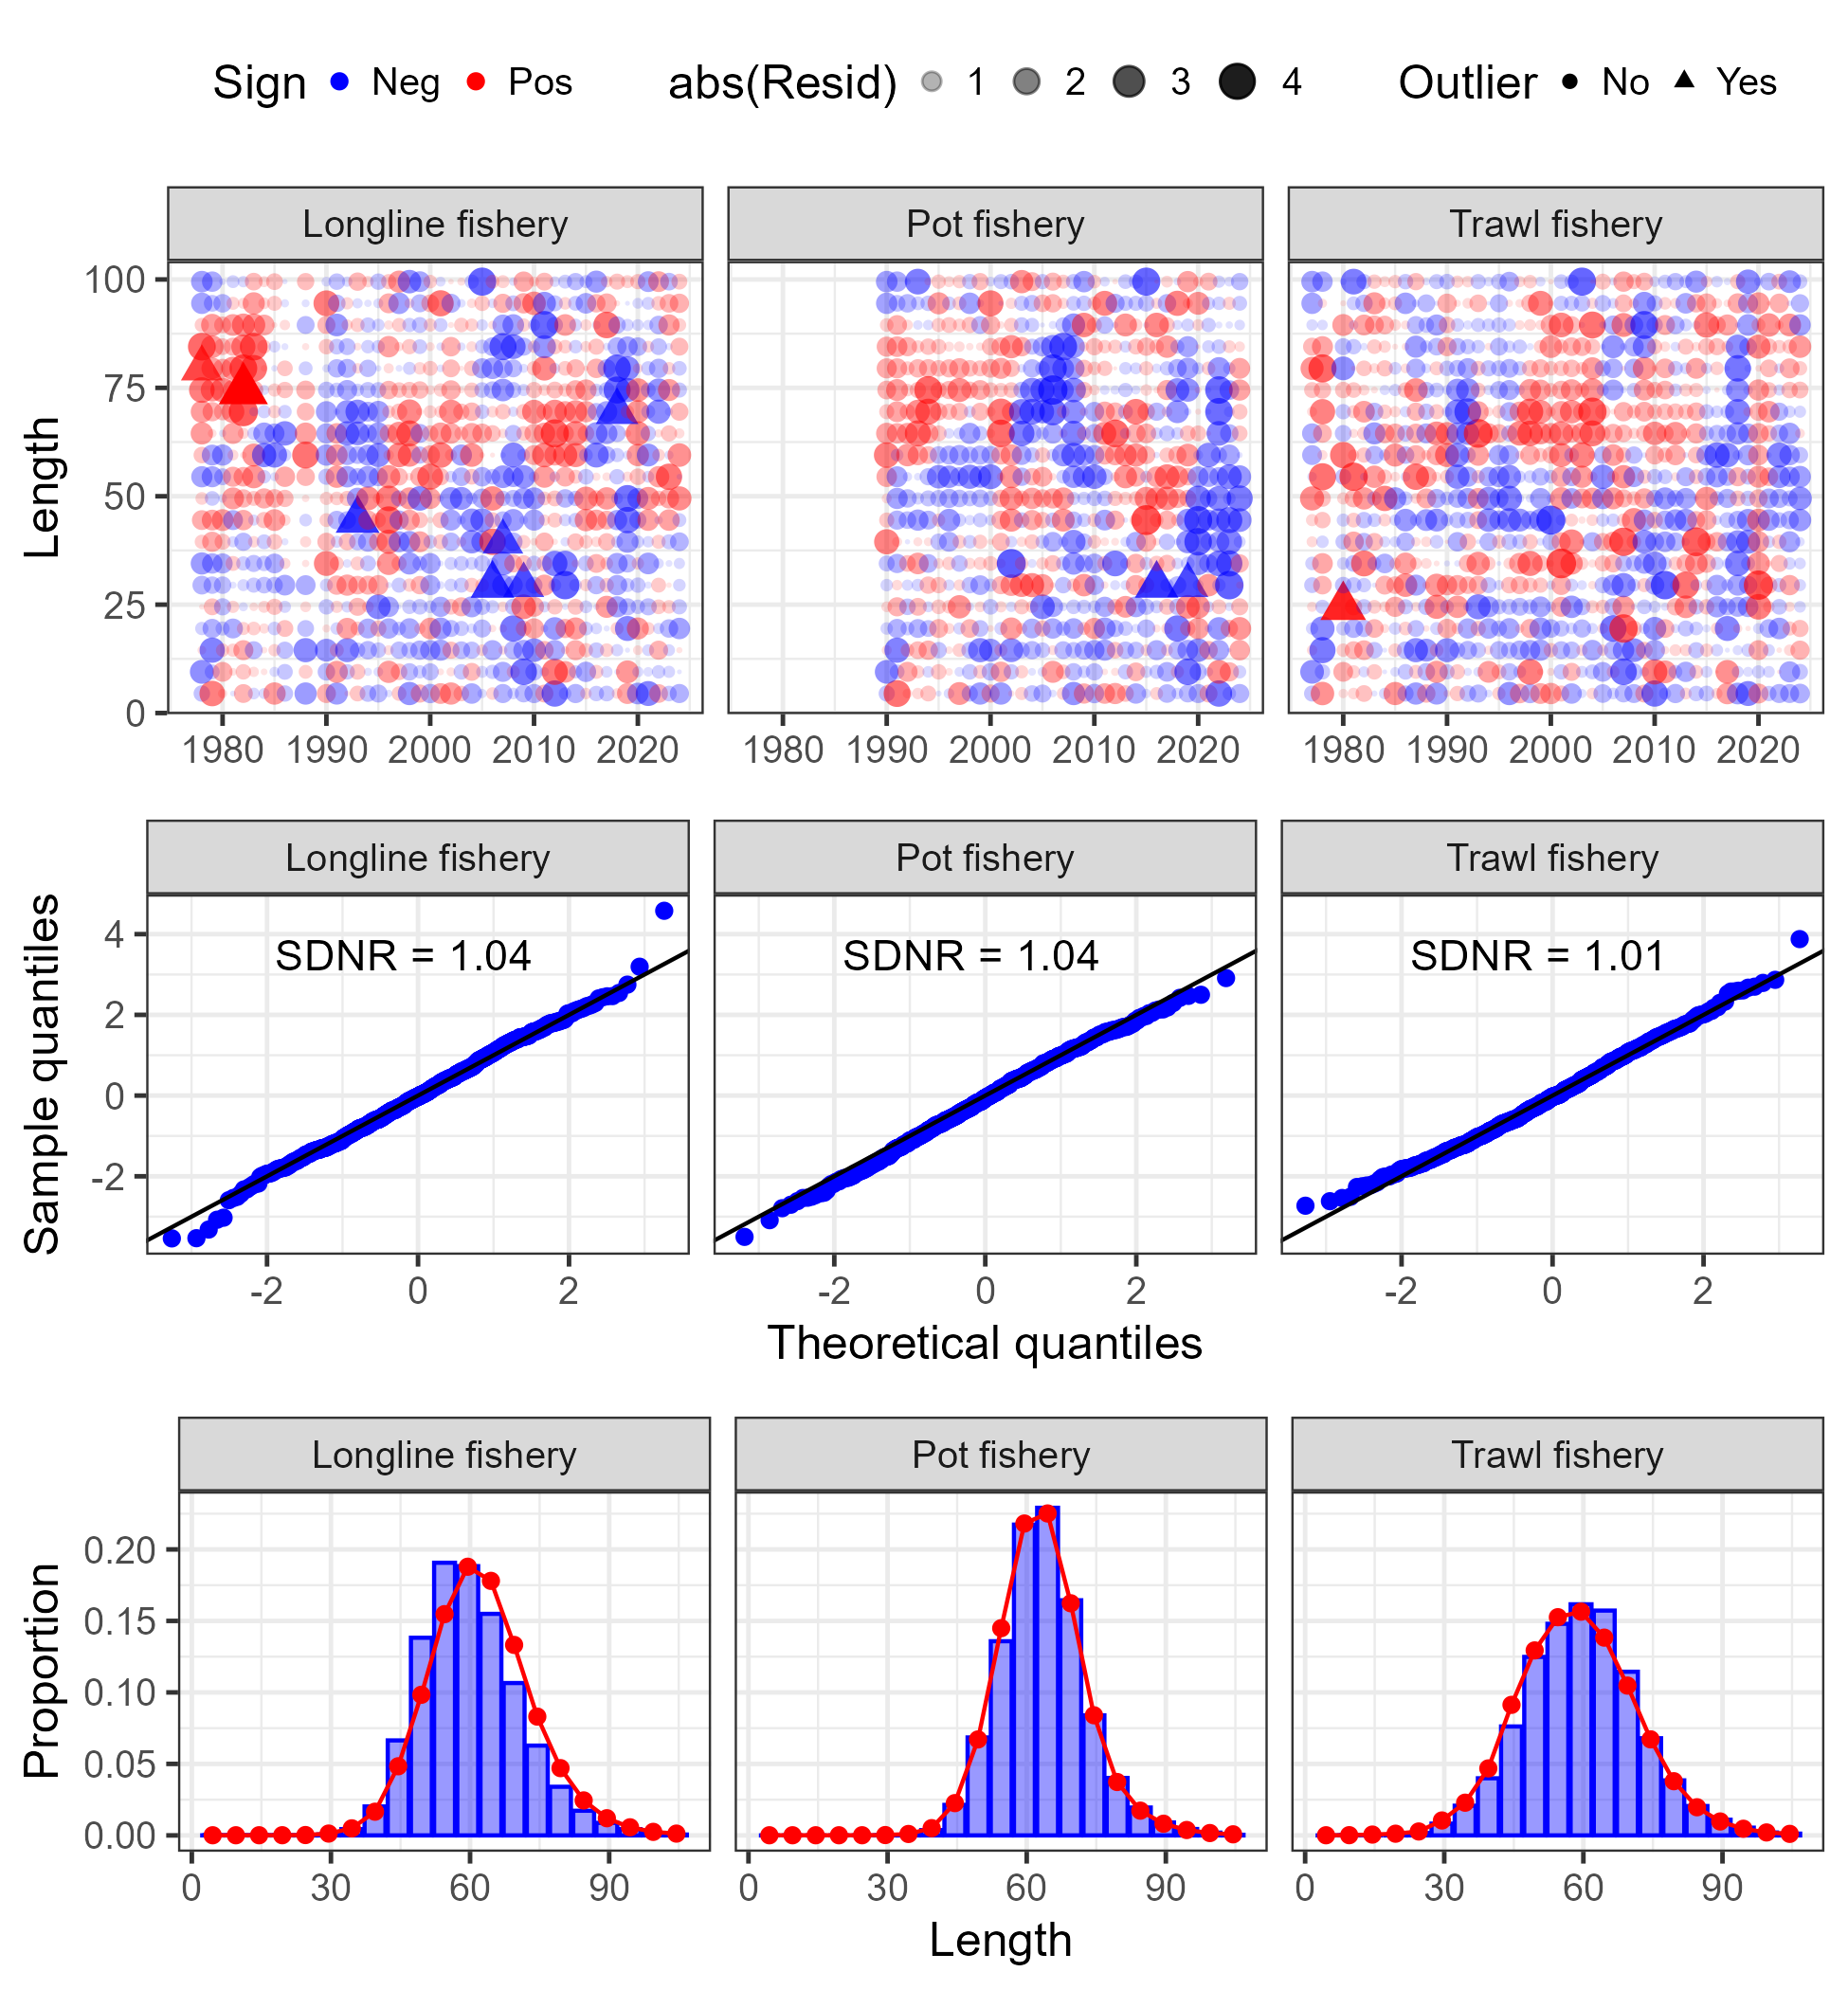 Sign Neg Pos abs(Resid) 1 2 3 4 Outlier No Yes
Longline fishery Pot fishery Trawl fishery
Length
100
75
50
25
0
1980 1990 2000 2010 2020 1980 1990 2000 2010 2020 1980 1990 2000 2010 2020
Longline fishery Pot fishery Trawl fishery
Sample quantiles
SDNR = 1.04 SDNR = 1.04 SDNR = 1.01
4
2
0
-2
-2 0 2 -2 0 2 -2 0 2
Theoretical quantiles
Longline fishery Pot fishery Trawl fishery
Proportion
0.20
0.15
0.10
0.05
0.00
0 30 60 90 0 30 60 90 0 30 60 90
Length